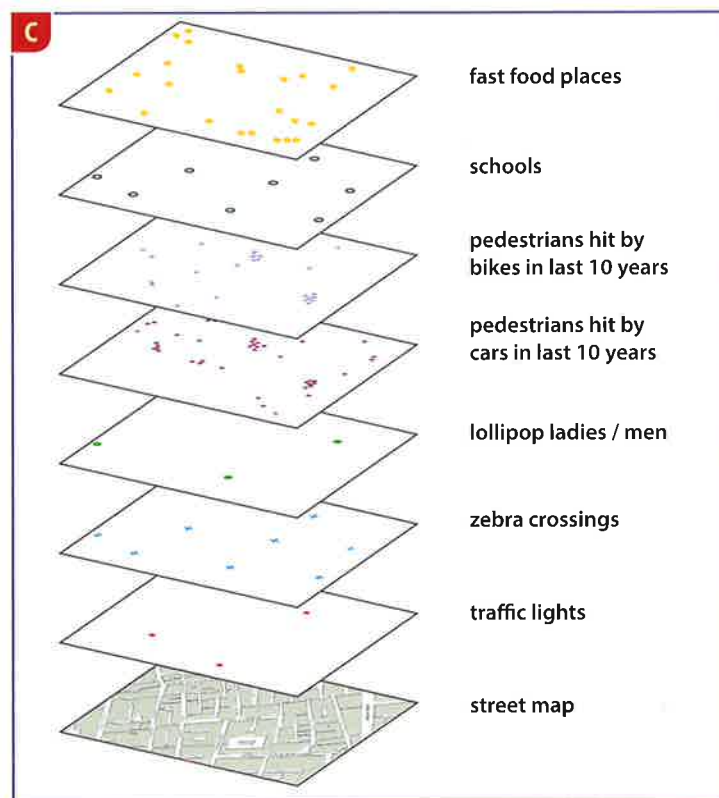 C
fast food places
schools
pedestrians hit by
bikes in last 10 years
pedestrians hit by
cars in last 10 years
lollipop ladies / men
zebra crossings
traffic lights
street map